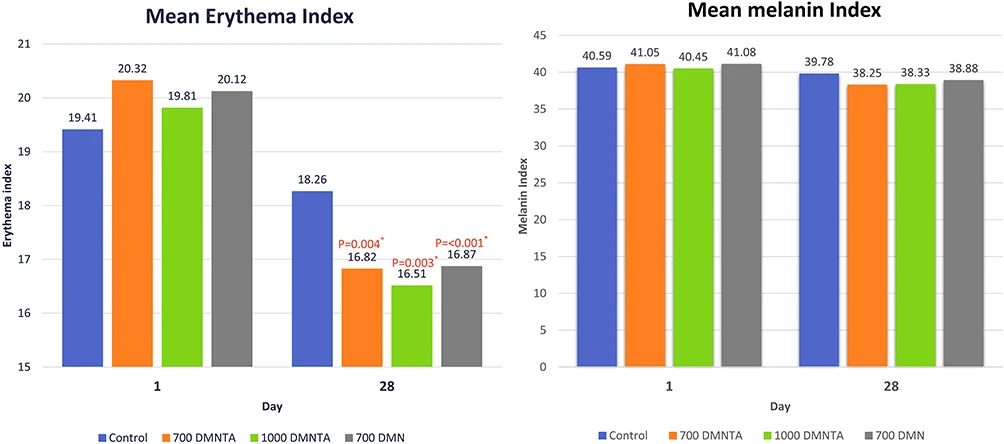 Mean Erythema Index
21
20
19
18
17
16
15
Erythema index
19.41
20.32
19.81
20.12
18.26
P=0.004*
16.82
P=0.003*
16.51
P=<0.001*
16.87
1
28
Day
Control
700 DMNTA
1000 DMNTA
700 DMN
Mean melanin Index
45
40
35
30
25
20
15
10
5
0
Melanin Index
40.59
41.05
40.45
41.08
39.78
38.25
38.33
38.88
1
28
Day
Control
700 DMNTA
1000 DMNTA
700 DMN